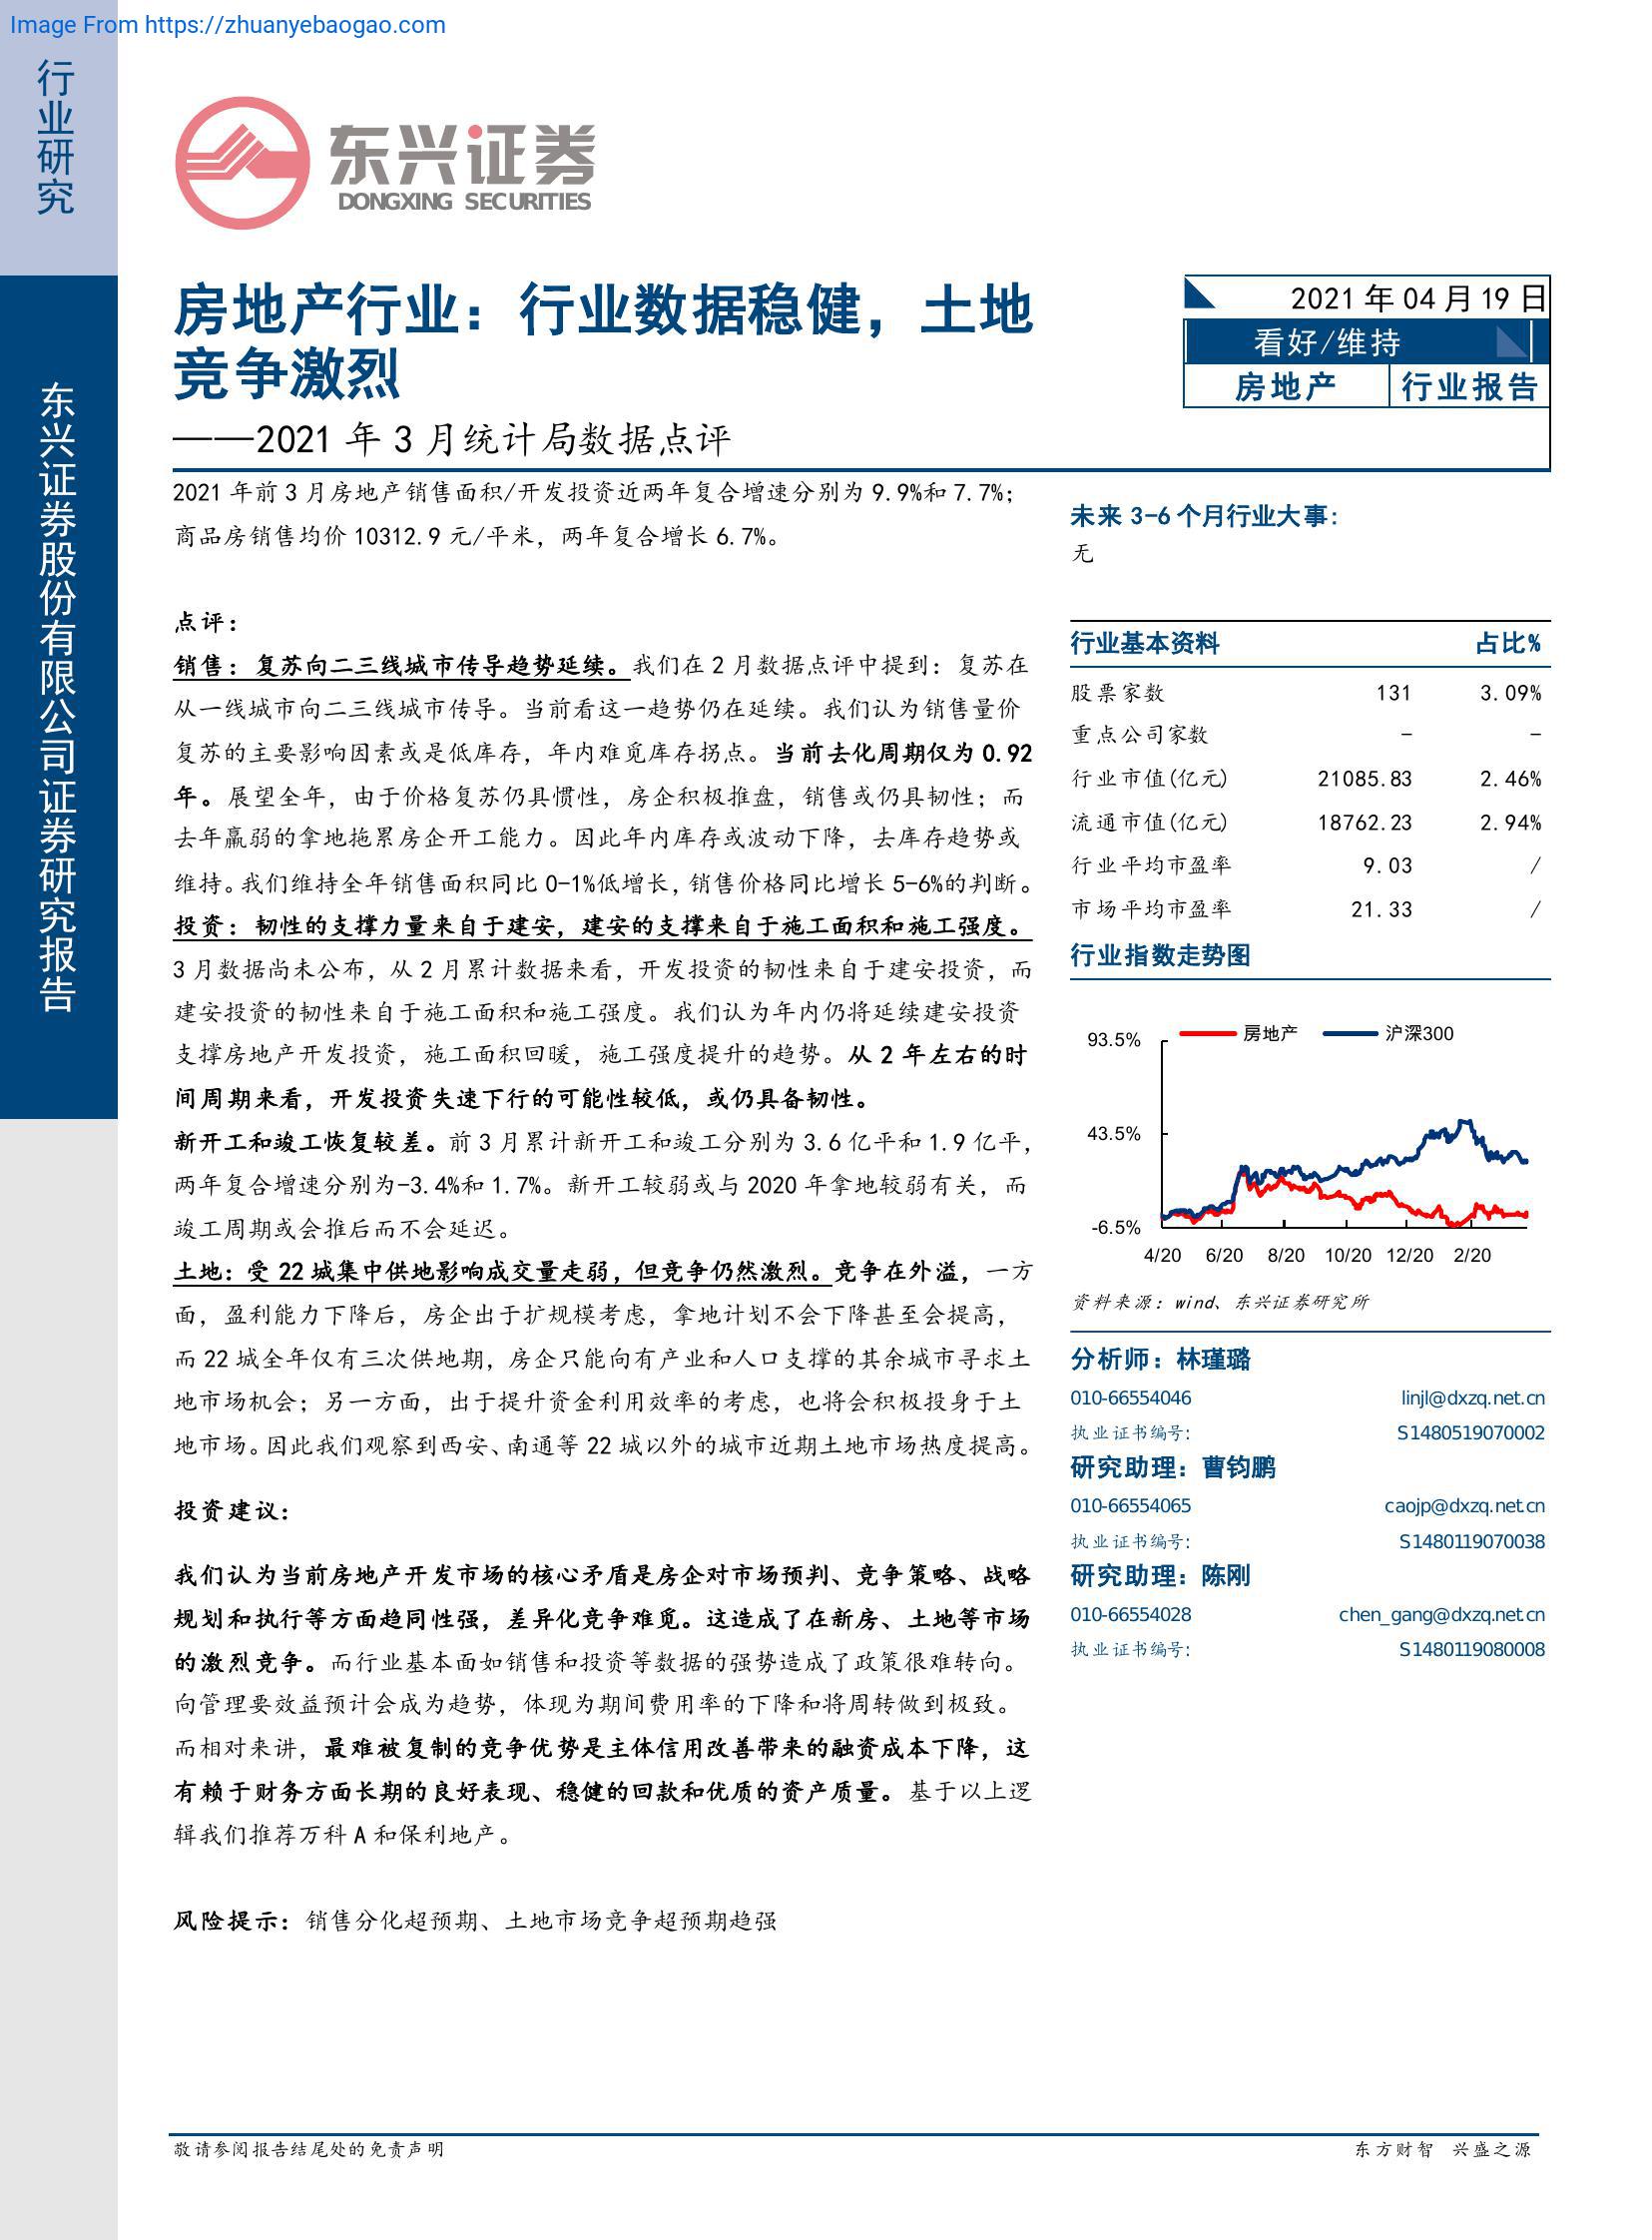 Image From https://zhuanyebaogao.com
行业研究
东兴证券股份有限公司证券研究报告
东兴证券
DONGXING SECURITIES
房地产行业：行业数据稳健，土地
竞争激烈
——2021 年 3 月统计局数据点评
2021 年 04 月 19 日
看好/维持
房地产 行业报告
2021 年前 3 月房地产销售面积/开发投资近两年复合增速分别为 9.9%和 7.7%；
商品房销售均价 10312.9 元/平米，两年复合增长 6.7%。
点评：
销售：复苏向二三线城市传导趋势延续。我们在 2 月数据点评中提到：复苏在
从一线城市向二三线城市传导。当前看这一趋势仍在延续。我们认为销售量价
复苏的主要影响因素或是低库存，年内难觅库存拐点。当前去化周期仅为 0.92
年。展望全年，由于价格复苏仍具惯性，房企积极推盘，销售或仍具韧性；而
去年羸弱的拿地拖累房企开工能力。因此年内库存或波动下降，去库存趋势或
维持。我们维持全年销售面积同比 0-1%低增长，销售价格同比增长 5-6%的判断。
投资：韧性的支撑力量来自于建安，建安的支撑来自于施工面积和施工强度。
3 月数据尚未公布，从 2 月累计数据来看，开发投资的韧性来自于建安投资，而
建安投资的韧性来自于施工面积和施工强度。我们认为年内仍将延续建安投资
支撑房地产开发投资，施工面积回暖，施工强度提升的趋势。从 2 年左右的时
间周期来看，开发投资失速下行的可能性较低，或仍具备韧性。
新开工和竣工恢复较差。前 3 月累计新开工和竣工分别为 3.6 亿平和 1.9 亿平，
两年复合增速分别为-3.4%和 1.7%。新开工较弱或与 2020 年拿地较弱有关，而
竣工周期或会推后而不会延迟。
土地：受 22 城集中供地影响成交量走弱，但竞争仍然激烈。竞争在外溢，一方
面，盈利能力下降后，房企出于扩规模考虑，拿地计划不会下降甚至会提高，
而 22 城全年仅有三次供地期，房企只能向有产业和人口支撑的其余城市寻求土
地市场机会；另一方面，出于提升资金利用效率的考虑，也将会积极投身于土
地市场。因此我们观察到西安、南通等 22 城以外的城市近期土地市场热度提高。
投资建议：
我们认为当前房地产开发市场的核心矛盾是房企对市场预判、竞争策略、战略
规划和执行等方面趋同性强，差异化竞争难觅。这造成了在新房、土地等市场
的激烈竞争。而行业基本面如销售和投资等数据的强势造成了政策很难转向。
向管理要效益预计会成为趋势，体现为期间费用率的下降和将周转做到极致。
而相对来讲，最难被复制的竞争优势是主体信用改善带来的融资成本下降，这
有赖于财务方面长期的良好表现、稳健的回款和优质的资产质量。基于以上逻
辑我们推荐万科 A 和保利地产。
风险提示：销售分化超预期、土地市场竞争超预期趋强
未来 3-6 个月行业大事：
无
行业基本资料 占比%
股票家数 131 3.09%
重点公司家数 - -
行业市值(亿元) 21085.83 2.46%
流通市值(亿元) 18762.23 2.94%
行业平均市盈率 9.03 /
市场平均市盈率 21.33 /
行业指数走势图
房地产 沪深300
93.5%
43.5%
-6.5%
4/20 6/20 8/20 10/20 12/20 2/20
资料来源：wind、东兴证券研究所
分析师：林瑾璐
010-66554046 linjl@dxzq.net.cn
执业证书编号: S1480519070002
研究助理：曹钧鹏
010-66554065 caojp@dxzq.net.cn
执业证书编号: S1480119070038
研究助理：陈刚
010-66554028 chen_gang@dxzq.net.cn
执业证书编号: S1480119080008
敬请参阅报告结尾处的免责声明
东方财智 兴盛之源